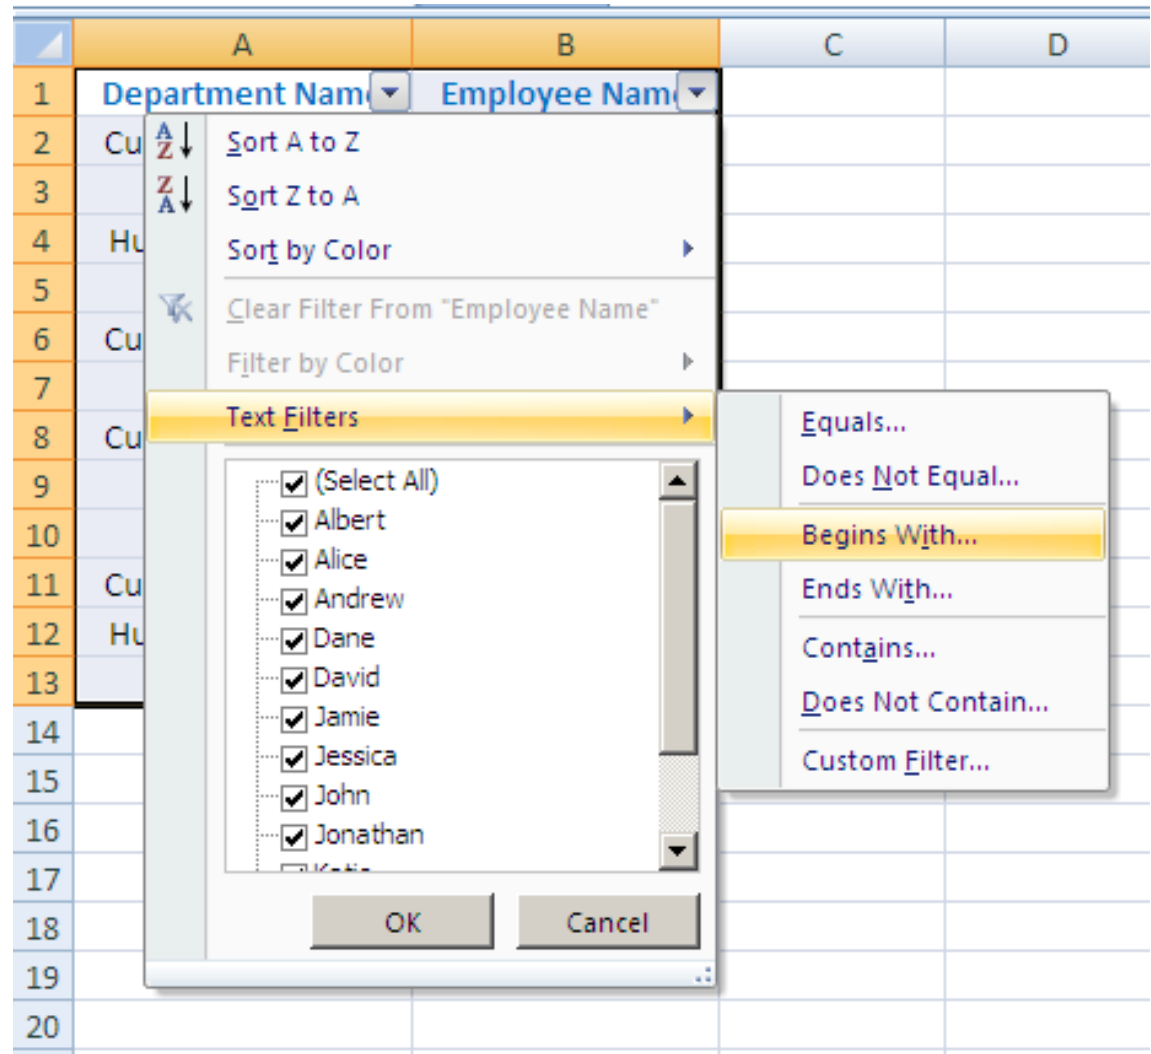 A B C D
1 Department Nam Employee Nam
2 Cu Sort A to Z
3 Sort Z to A
4 Hu Sort by Color
5 Clear Filter From "Employee Name"
6 Cu
7 Filter by Color
8 Cu Text Filters Equals...
9 (Select All) Does Not Equal...
10 Albert Begins With...
11 Cu Alice Ends With...
12 Hu Andrew Contains...
13 Dane Does Not Contain...
14 David Custom Filter...
15 Jamie
16 Jessica
17 John
18 Jonathan
19 OK Cancel
20